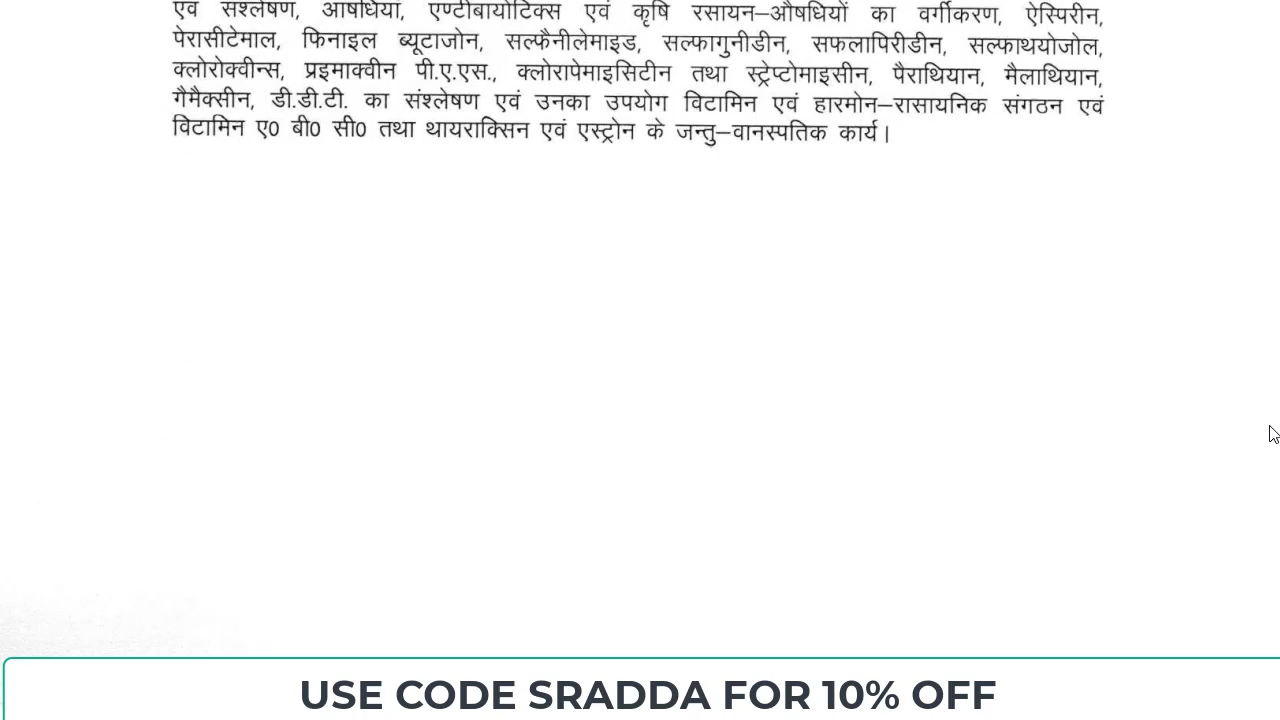 एवं संश्लेषण, औषधियां, एण्टीबायोटिक्स एवं कृषि रसायन–औषधियों का वर्गीकरण, ऐस्पिरीन,
पेरासीटेमाल, फिनाइल ब्यूटाजोन, सल्फैनीलेमाइड, सल्फागुनीडीन, सफलापिरीडीन, सल्फाथयोजोल,
क्लोरोक्वीन्स, प्रइमाक्वीन पी.ए.एस., क्लोरापेमाइसिटीन तथा स्ट्रेप्टोमाइसीन, पैराथियान, मैलाथियान,
गैमैक्सीन, डी.डी.टी. का संश्लेषण एवं उनका उपयोग विटामिन एवं हारमोन–रासायनिक संगठन एवं
विटामिन ए0 बी0 सी0 तथा थायराक्सिन एवं एस्ट्रोन के जन्तु–वानस्पतिक कार्य।
USE CODE SRADDA FOR 10% OFF